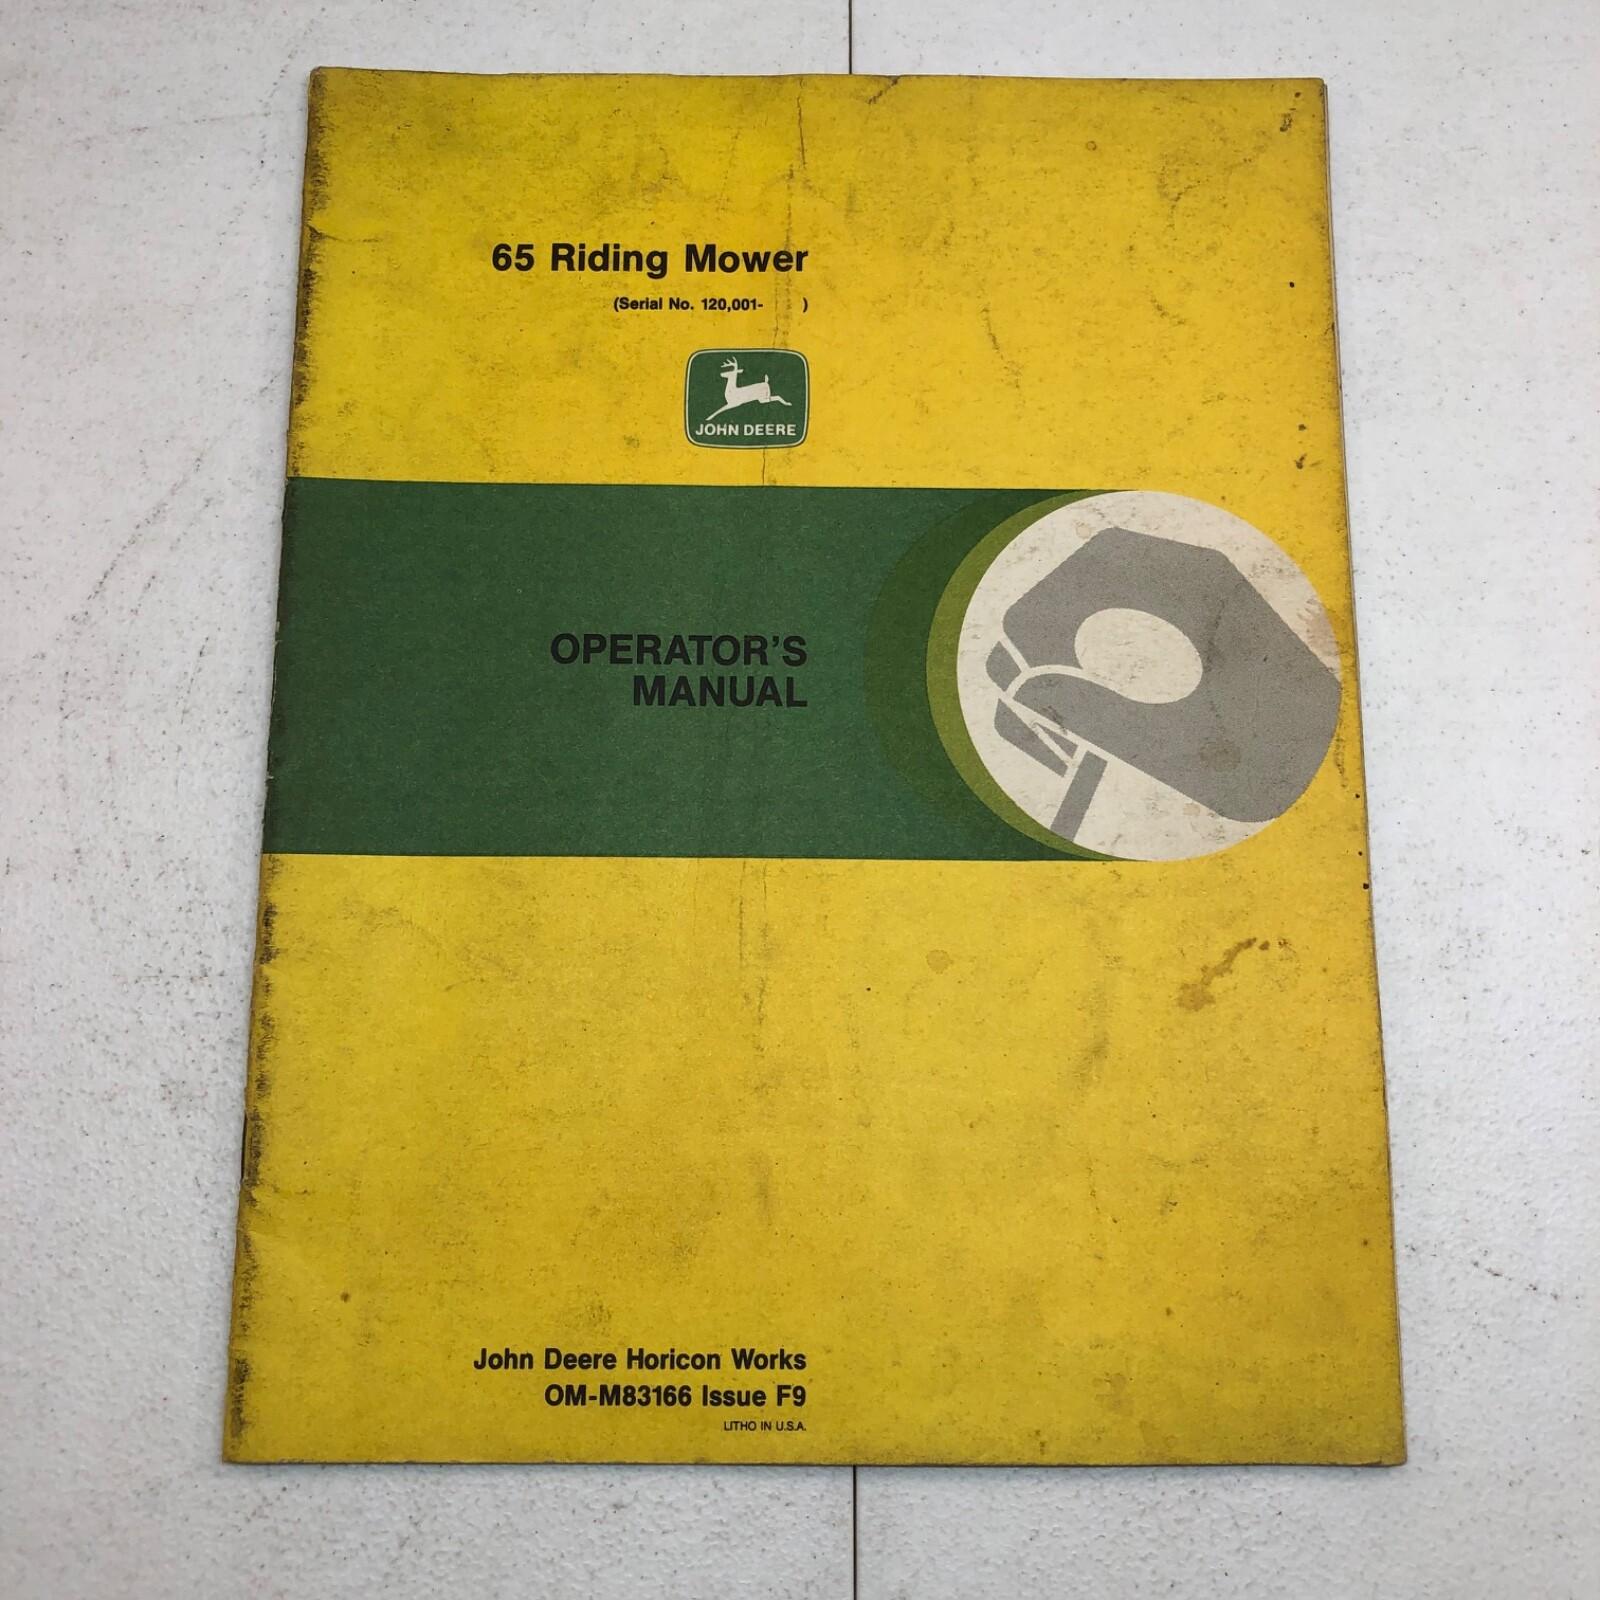 65 Riding Mower
(Serial No. 120,001- )
JOHN DEERE
OPERATOR'S
MANUAL
John Deere Horicon Works
OM-M83166 Issue F9
LITHO IN U.S.A.